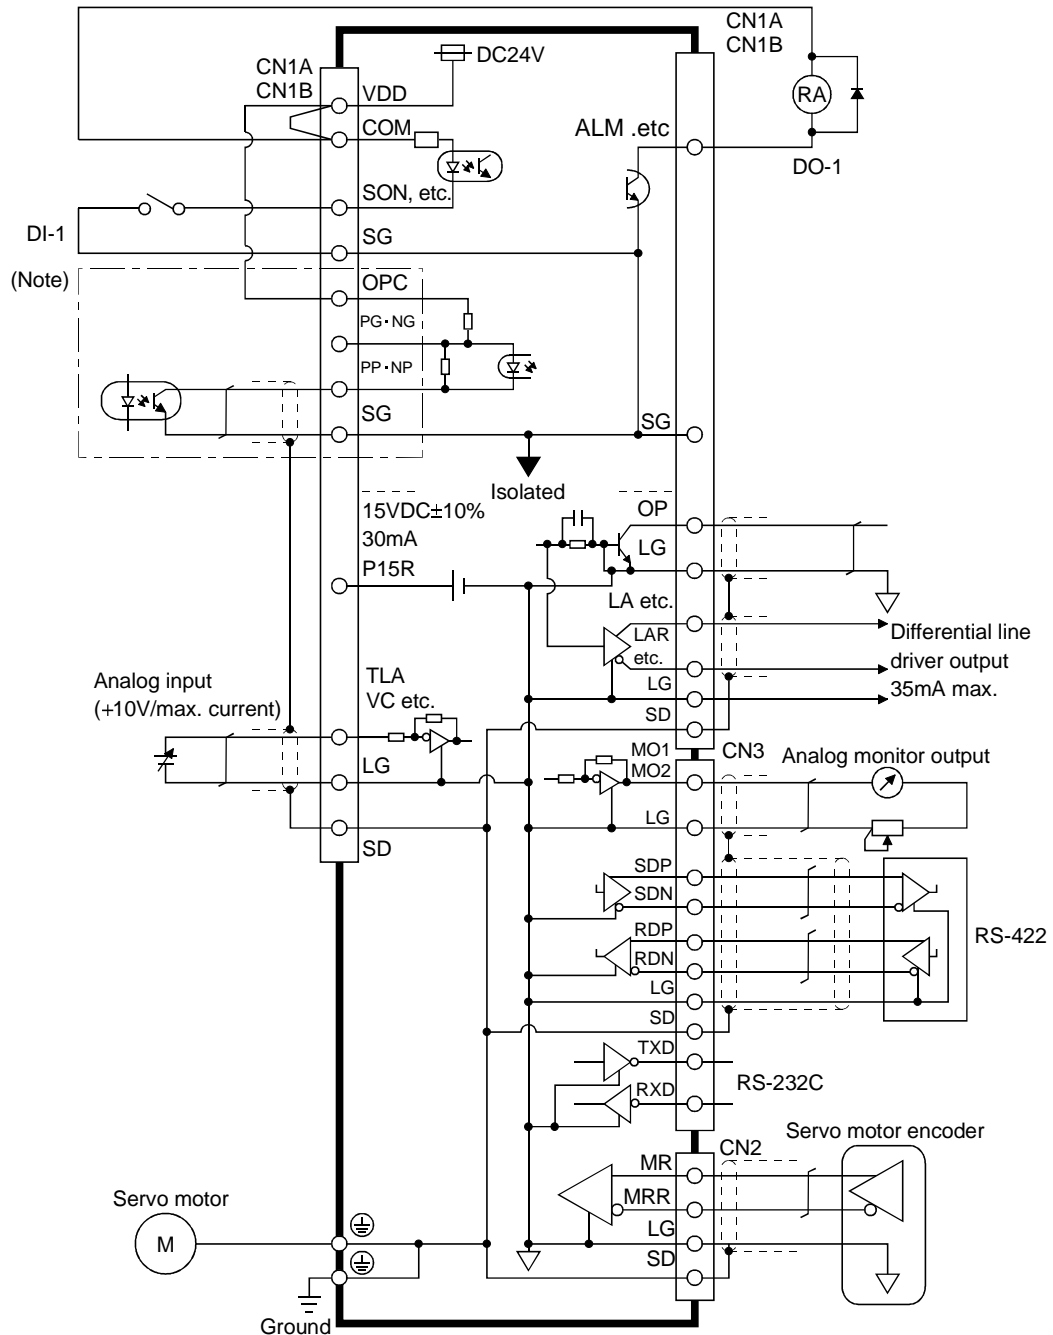 CN1A
CN1B
DC24V
CN1A
CN1B
VDD
COM
RA
ALM .etc
DO-1
SON, etc.
DI-1
SG
(Note)
OPC
PG·NG
PP·NP
SG
SG
Isolated
15VDC±10%
30mA
P15R
OP
LG
LA etc.
LAR
etc.
LG
SD
Differential line
driver output
35mA max.
Analog input
(+10V/max. current)
TLA
VC etc.
LG
SD
MO1
MO2
CN3
Analog monitor output
LG
SDP
SDN
RDP
RDN
LG
SD
RS-422
TXD
RXD
RS-232C
CN2
Servo motor encoder
MR
MRR
LG
SD
Servo motor
M
Ground